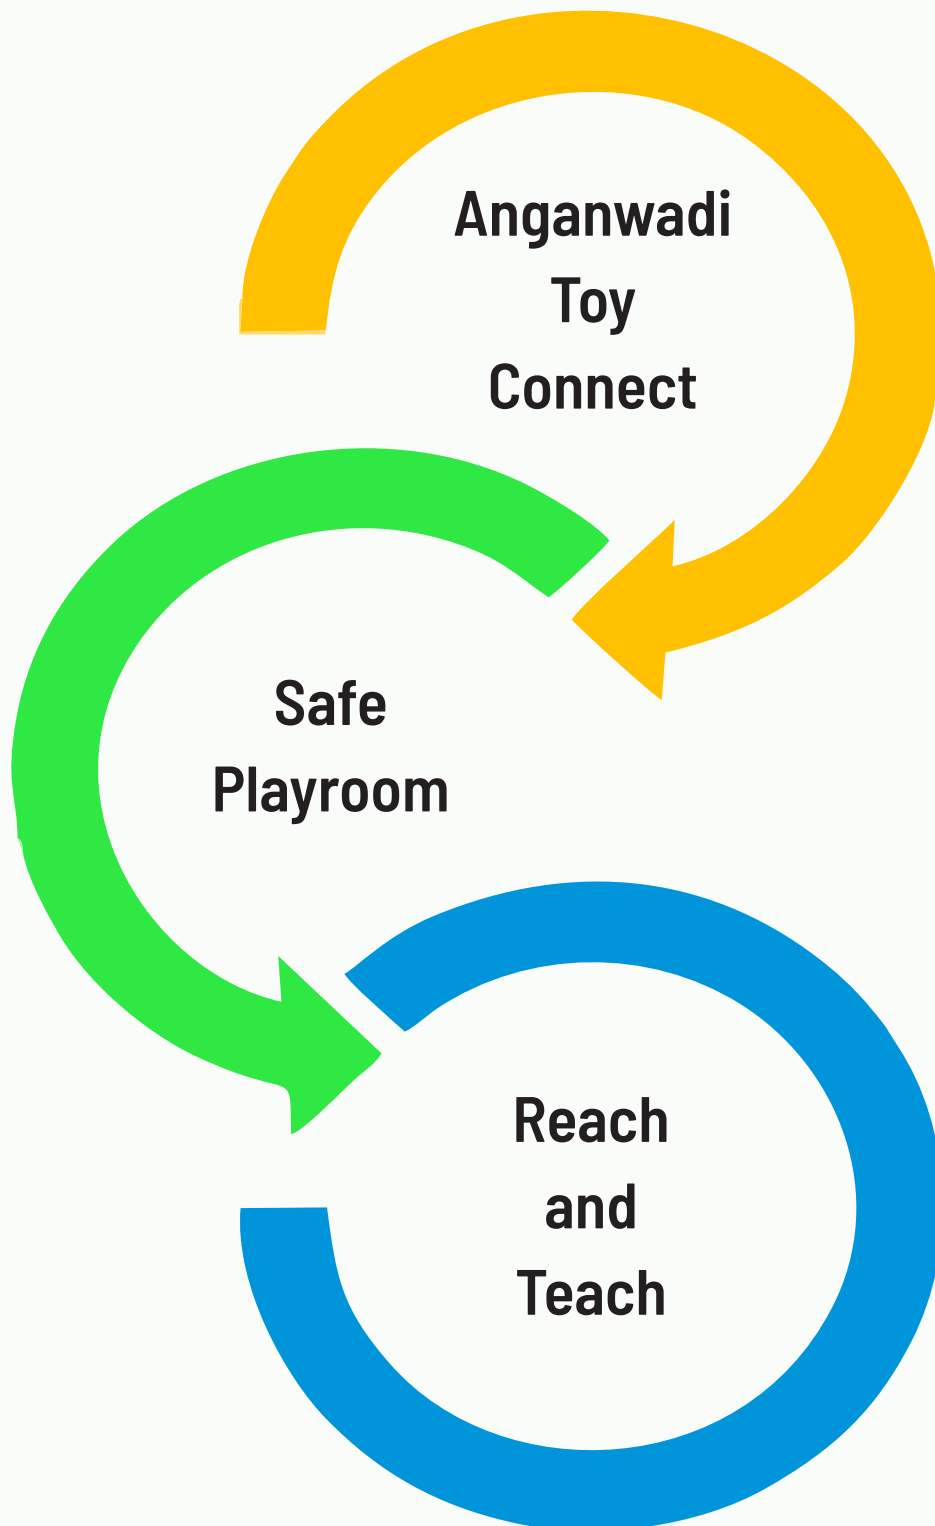 Anganwadi
Toy
Connect
Safe
Playroom
Reach
and
Teach